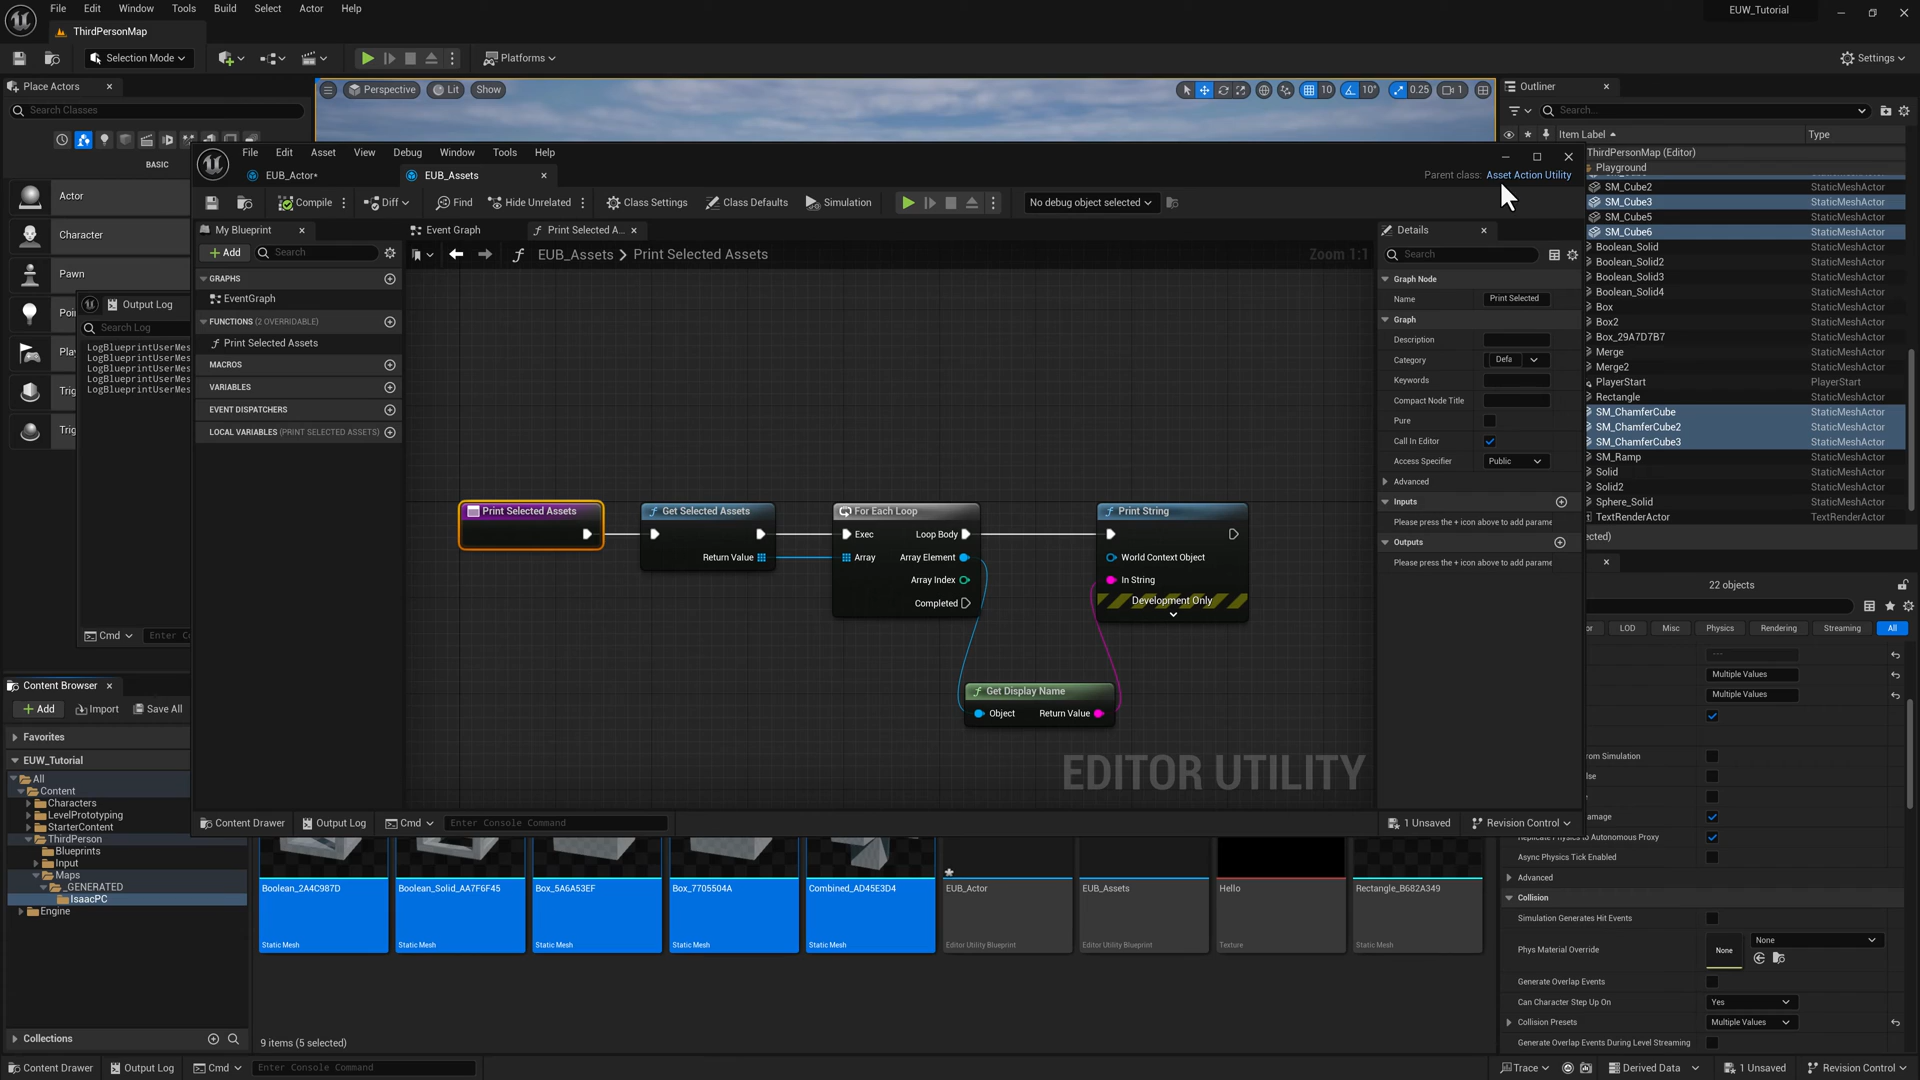 File Edit Window Tools Build Select Actor Help
EUW_Tutorial
ThirdPersonMap
Selection Mode
Platforms
Settings
Place Actors
Perspective Lit Show
10 10° 0.25 1
Outliner
Search Classes
Search...
Item Label Type
BASIC
ThirdPersonMap (Editor)
Playground
Actor
Character
Pawn
File Edit Asset View Debug Window Tools Help
EUB_Actor*
EUB_Assets
Parent class: Asset Action Utility
Compile
Diff
Find
Hide Unrelated
Class Settings
Class Defaults
Simulation
No debug object selected
My Blueprint
Event Graph
Print Selected A...
Details
Add
Search
EUB_Assets > Print Selected Assets
Zoom 1:1
Search
GRAPHS
EventGraph
FUNCTIONS (2 OVERRIDABLE)
Print Selected Assets
MACROS
VARIABLES
EVENT DISPATCHERS
LOCAL VARIABLES (PRINT SELECTED ASSETS)
Graph Node
Name Print Selected
Graph
Description
Category Defa
Keywords
Compact Node Title
Pure
Call In Editor
Access Specifier Public
Advanced
Inputs
Please press the + icon above to add parame
Outputs
Please press the + icon above to add parame
Output Log
Search Log
LogBlueprintUserMes
LogBlueprintUserMes
LogBlueprintUserMes
LogBlueprintUserMes
LogBlueprintUserMes
Cmd
Enter Co
Print Selected Assets
Get Selected Assets
Return Value
For Each Loop
Exec Loop Body
Array Array Element
Array Index
Completed
Print String
World Context Object
In String
Development Only
Get Display Name
Object Return Value
EDITOR UTILITY
Content Drawer
Output Log
Cmd
Enter Console Command
1 Unsaved
Revision Control
SM_Cube2 StaticMeshActor
SM_Cube3 StaticMeshActor
SM_Cube5 StaticMeshActor
SM_Cube6 StaticMeshActor
Boolean_Solid StaticMeshActor
Boolean_Solid2 StaticMeshActor
Boolean_Solid3 StaticMeshActor
Boolean_Solid4 StaticMeshActor
Box StaticMeshActor
Box2 StaticMeshActor
Box_29A7D7B7 StaticMeshActor
Merge StaticMeshActor
Merge2 StaticMeshActor
PlayerStart PlayerStart
Rectangle StaticMeshActor
SM_ChamferCube StaticMeshActor
SM_ChamferCube2 StaticMeshActor
SM_ChamferCube3 StaticMeshActor
SM_Ramp StaticMeshActor
Solid StaticMeshActor
Solid2 StaticMeshActor
Sphere_Solid StaticMeshActor
TextRenderActor TextRenderActor
22 objects
LOD Misc Physics Rendering Streaming All
Multiple Values
Multiple Values
Async Physics Tick Enabled
Advanced
Collision
Simulation Generates Hit Events
Phys Material Override None None
Generate Overlap Events
Can Character Step Up On Yes
Collision Presets Multiple Values
Generate Overlap Events During Level Streaming
Content Browser
Add Import Save All
Favorites
EUW_Tutorial
All
Content
Characters
LevelPrototyping
StarterContent
ThirdPerson
Blueprints
Input
Maps
_GENERATED
IsaacPC
Engine
Collections
Boolean_2A4C987D
Static Mesh
Boolean_Solid_AA7F6F45
Static Mesh
Box_5A6A53EF
Static Mesh
Box_7705504A
Static Mesh
Combined_AD45E3D4
Static Mesh
EUB_Actor
Editor Utility Blueprint
EUB_Assets
Editor Utility Blueprint
Hello
Texture
Rectangle_B682A349
Static Mesh
9 items (5 selected)
Content Drawer
Output Log
Cmd
Enter Console Command
Trace
Derived Data
1 Unsaved
Revision Control